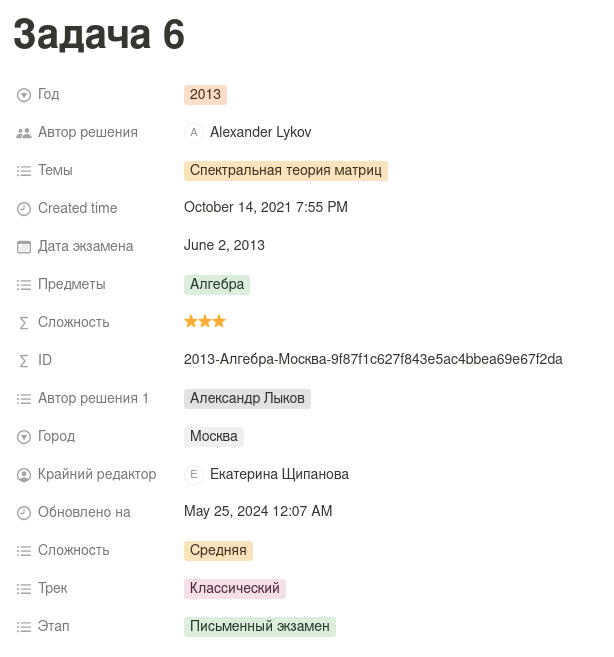 Задача 6
Год 2013
Автор решения A Alexander Lykov
Темы Спектральная теория матриц
Created time October 14, 2021 7:55 PM
Дата экзамена June 2, 2013
Предметы Алгебра
Сложность ⭐⭐⭐
ID 2013-Алгебра-Москва-9f87f1c627f843e5ac4bbea69e67f2da
Автор решения 1 Александр Лыков
Город Москва
Крайний редактор E Екатерина Щипанова
Обновлено на May 25, 2024 12:07 AM
Сложность Средняя
Трек Классический
Этап Письменный экзамен